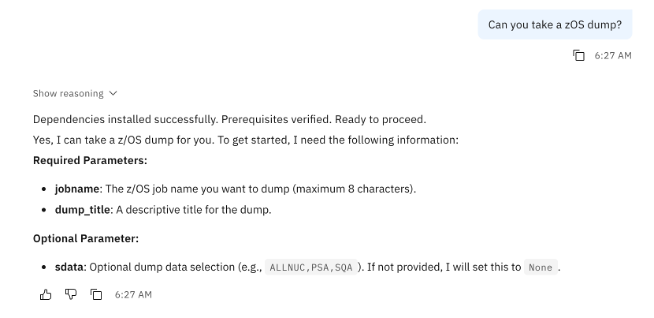 Can you take a zOS dump?
6:27 AM
Show reasoning
Dependencies installed successfully. Prerequisites verified. Ready to proceed.
Yes, I can take a z/OS dump for you. To get started, I need the following information:
Required Parameters:
• jobname: The z/OS job name you want to dump (maximum 8 characters).
• dump_title: A descriptive title for the dump.
Optional Parameter:
• sdata: Optional dump data selection (e.g., ALLNUC,PSA,SQA ). If not provided, I will set this to None .
6:27 AM